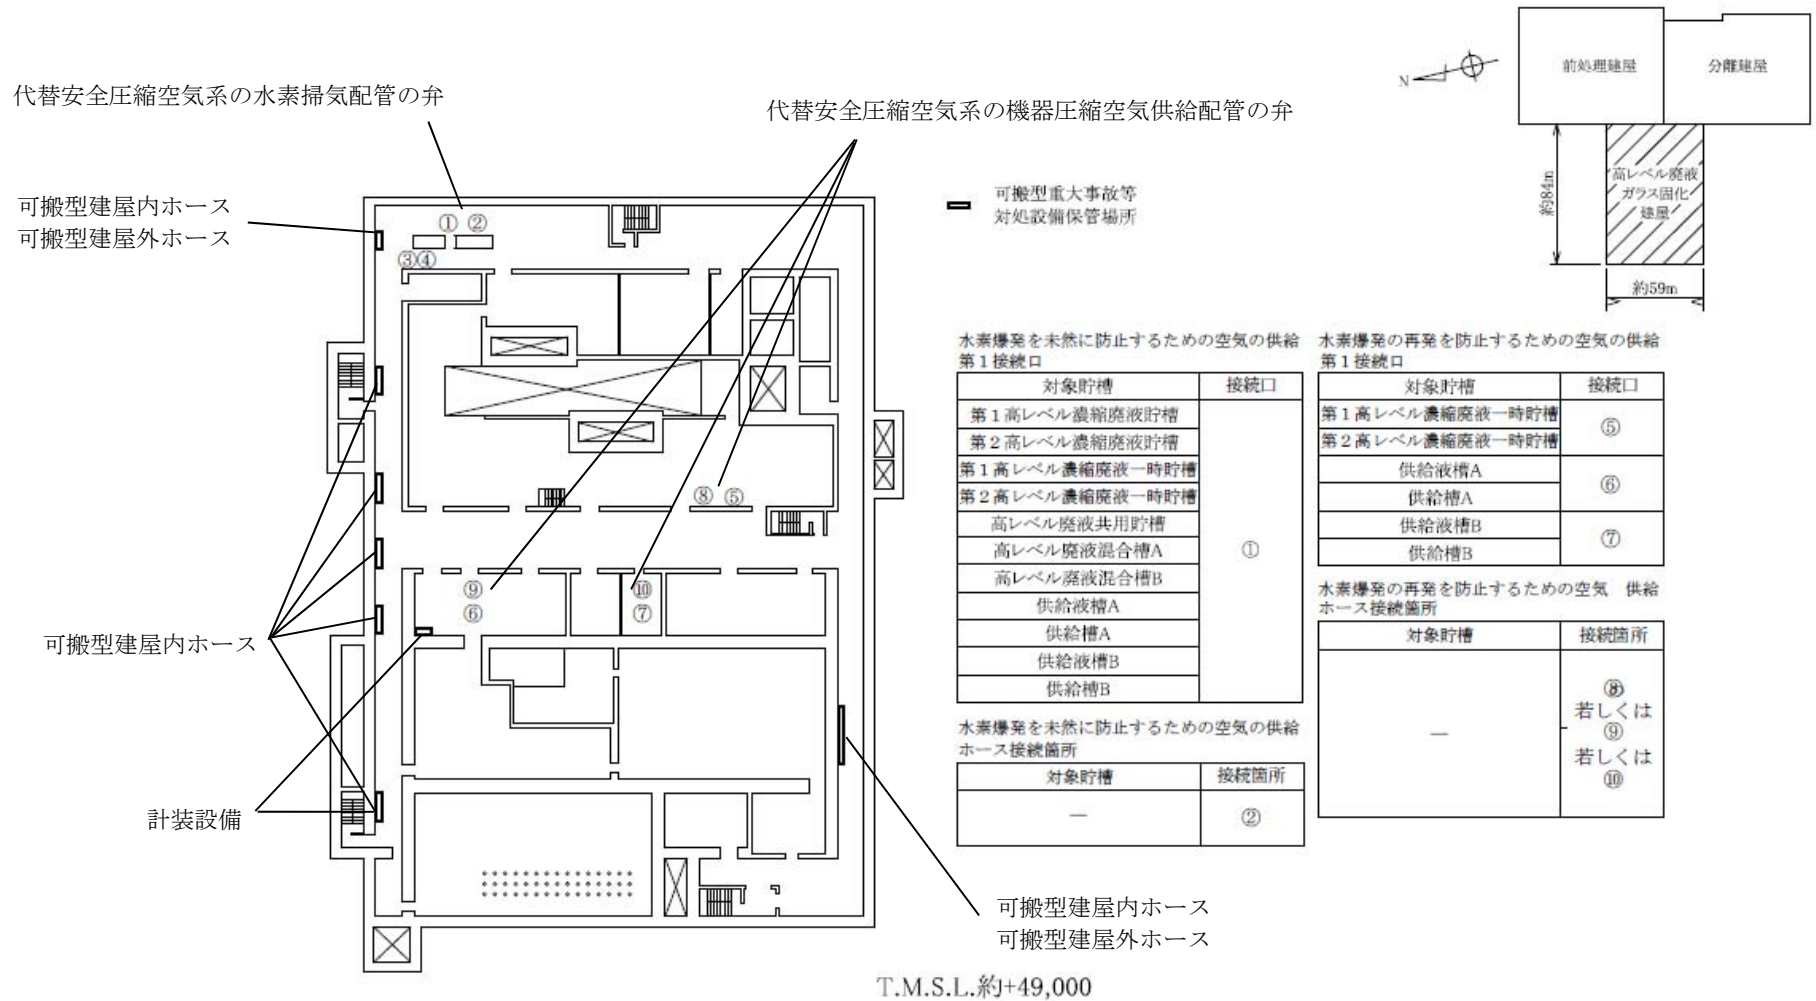 代替安全圧縮空気系の水素掃気配管の弁
代替安全圧縮空気系の機器圧縮空気供給配管の弁
可搬型建屋内ホース
可搬型建屋外ホース
可搬型重大事故等
対処設備保管場所
N
前処理建屋
分離建屋
高レベル廃液
ガラス固化
建屋
約84m
約59m
① ②
③④
⑧ ⑤
⑨
⑥
⑩
⑦
可搬型建屋内ホース
計装設備
可搬型建屋内ホース
可搬型建屋外ホース
水素爆発を未然に防止するための空気の供給
第1接続口
対象貯槽 接続口
第1高レベル濃縮廃液貯槽
第2高レベル濃縮廃液貯槽
第1高レベル濃縮廃液一時貯槽
第2高レベル濃縮廃液一時貯槽
高レベル廃液共用貯槽
高レベル廃液混合槽A
①
高レベル廃液混合槽B
供給液槽A
供給槽A
供給液槽B
供給槽B
水素爆発を未然に防止するための空気の供給
ホース接続箇所
対象貯槽 接続箇所
― ②
水素爆発の再発を防止するための空気の供給
第1接続口
対象貯槽 接続口
第1高レベル濃縮廃液一時貯槽
⑤
第2高レベル濃縮廃液一時貯槽
供給液槽A
⑥
供給槽A
供給液槽B
⑦
供給槽B
水素爆発の再発を防止するための空気 供給
ホース接続箇所
対象貯槽 接続箇所
―
⑧
若しくは
⑨
若しくは
⑩
T.M.S.L.約+49,000